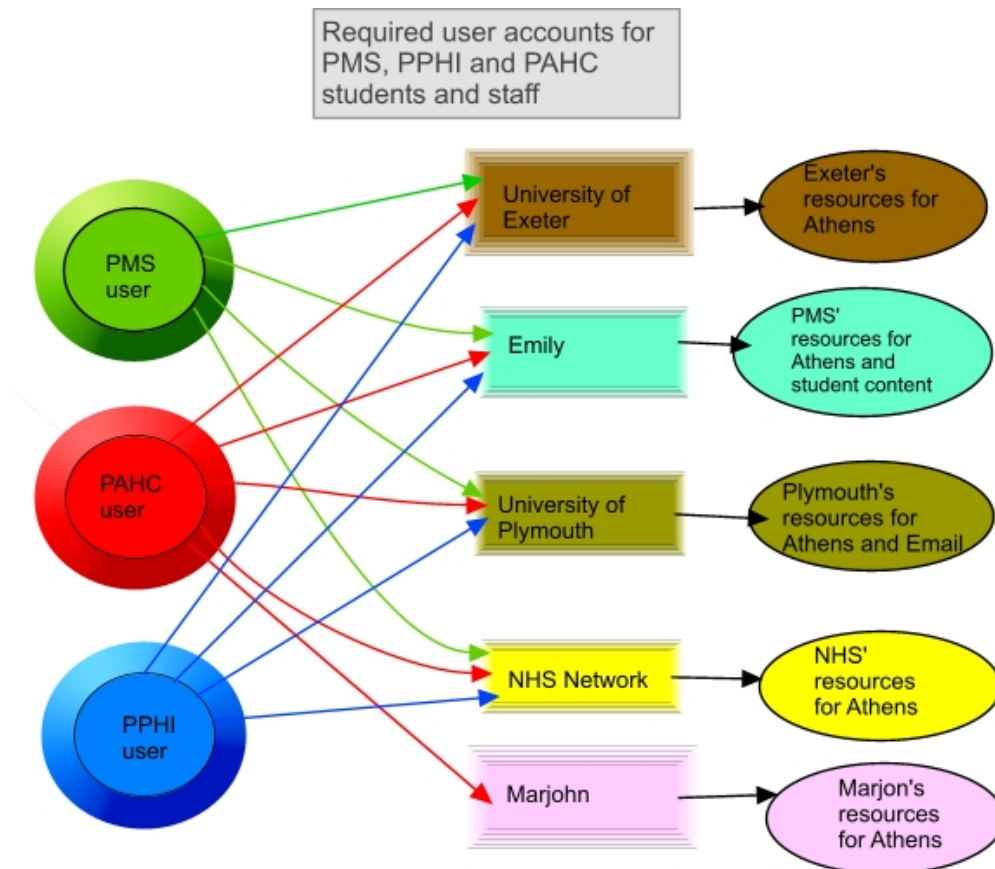 Required user accounts for
PMS, PPHI and PAHC
students and staff
PMS
user
PAHC
user
PPHI
user
University of
Exeter
Emily
University of
Plymouth
NHS Network
Marjohn
Exeter's
resources for
Athens
PMS'
resources for
Athens and
student content
Plymouth's
resources for
Athens and Email
NHS'
resources
for Athens
Marjon's
resources
for Athens